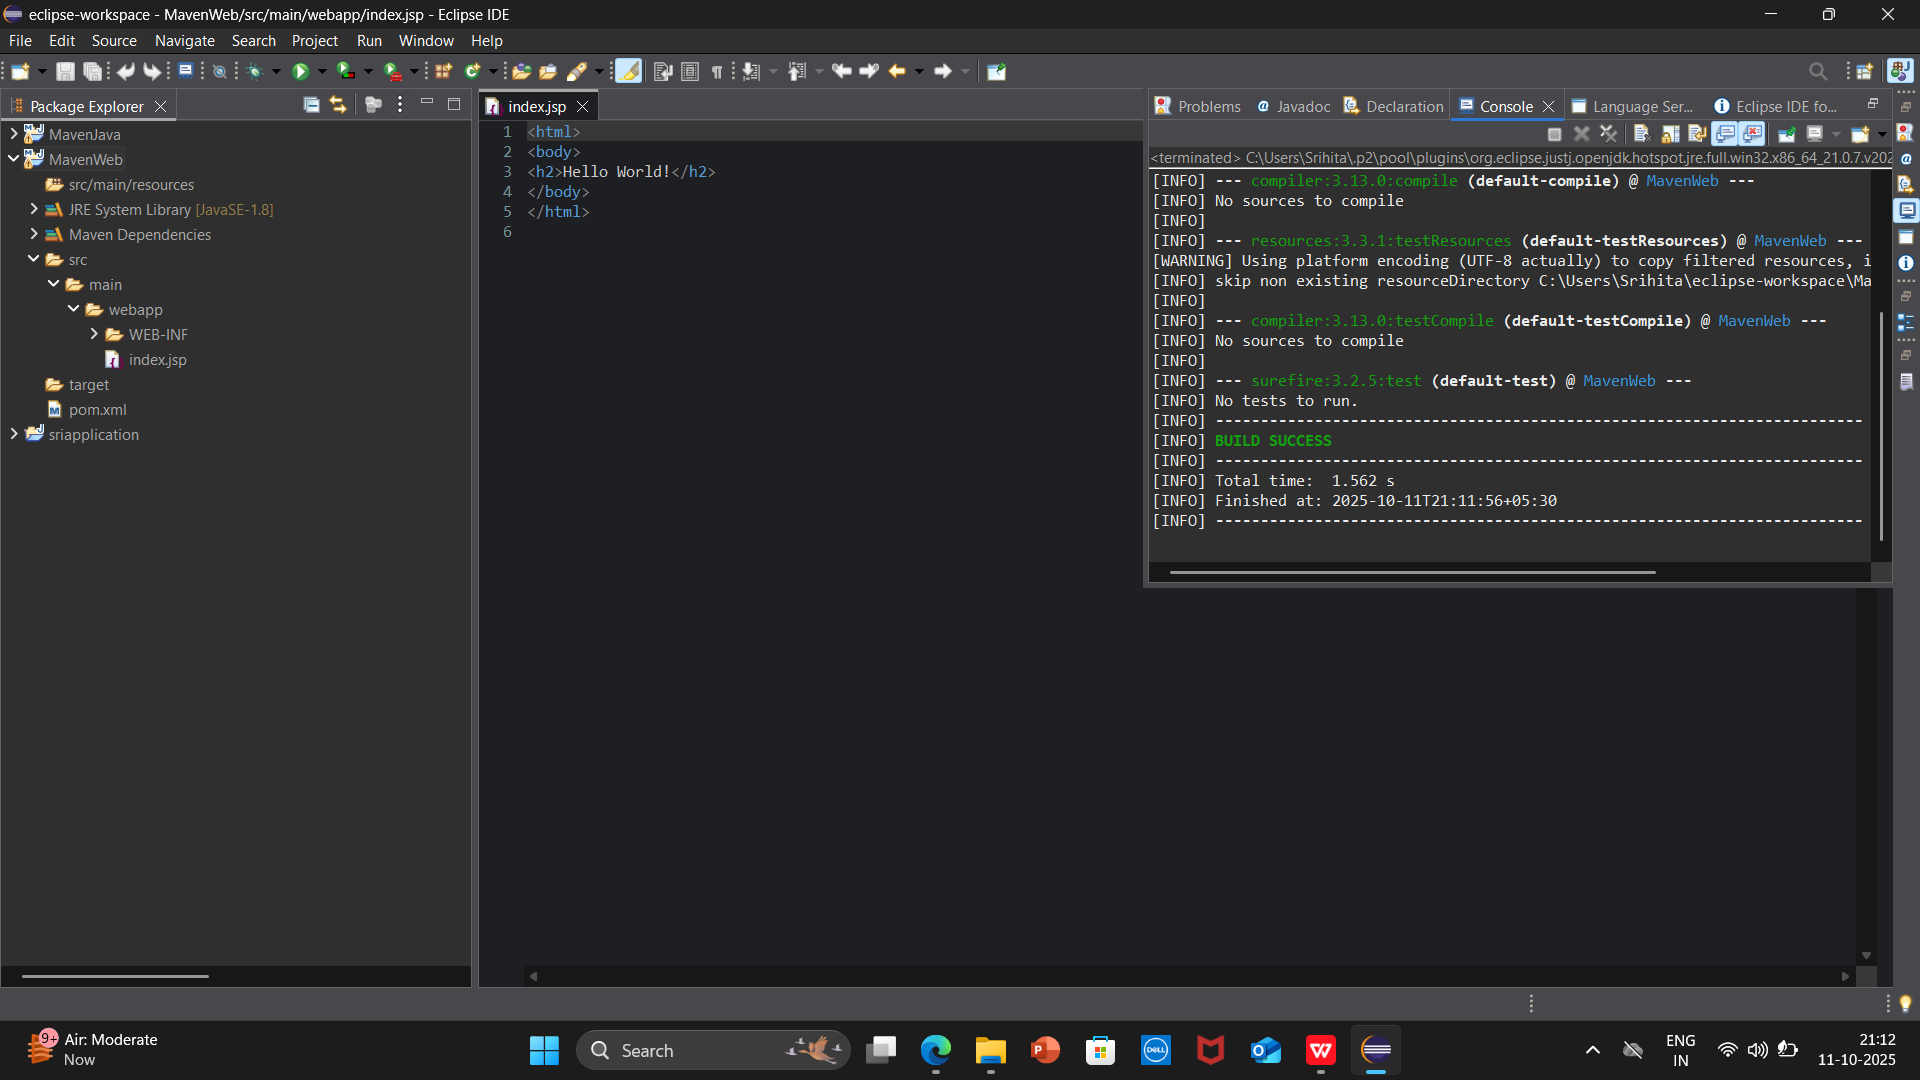 eclipse-workspace - MavenWeb/src/main/webapp/index.jsp - Eclipse IDE
File Edit Source Navigate Search Project Run Window Help
Package Explorer
MavenJava
MavenWeb
src/main/resources
JRE System Library [JavaSE-1.8]
Maven Dependencies
src
main
webapp
WEB-INF
index.jsp
target
pom.xml
sriapplication
index.jsp
1 <html>
2 <body>
3 <h2>Hello World!</h2>
4 </body>
5 </html>
6
Problems Javadoc Declaration Console Language Ser... Eclipse IDE fo...
<terminated> C:\Users\Srihita\.p2\pool\plugins\org.eclipse.justj.openjdk.hotspot.jre.full.win32.x86_64_21.0.7.v202
[INFO] --- compiler:3.13.0:compile (default-compile) @ MavenWeb ---
[INFO] No sources to compile
[INFO]
[INFO] --- resources:3.3.1:testResources (default-testResources) @ MavenWeb ---
[WARNING] Using platform encoding (UTF-8 actually) to copy filtered resources, i
[INFO] skip non existing resourceDirectory C:\Users\Srihita\eclipse-workspace\Ma
[INFO]
[INFO] --- compiler:3.13.0:testCompile (default-testCompile) @ MavenWeb ---
[INFO] No sources to compile
[INFO]
[INFO] --- surefire:3.2.5:test (default-test) @ MavenWeb ---
[INFO] No tests to run.
[INFO] ------------------------------------------------------------------------
[INFO] BUILD SUCCESS
[INFO] ------------------------------------------------------------------------
[INFO] Total time:  1.562 s
[INFO] Finished at: 2025-10-11T21:11:56+05:30
[INFO] ------------------------------------------------------------------------
9+
Air: Moderate
Now
Search
DELL
ENG
IN
21:12
11-10-2025